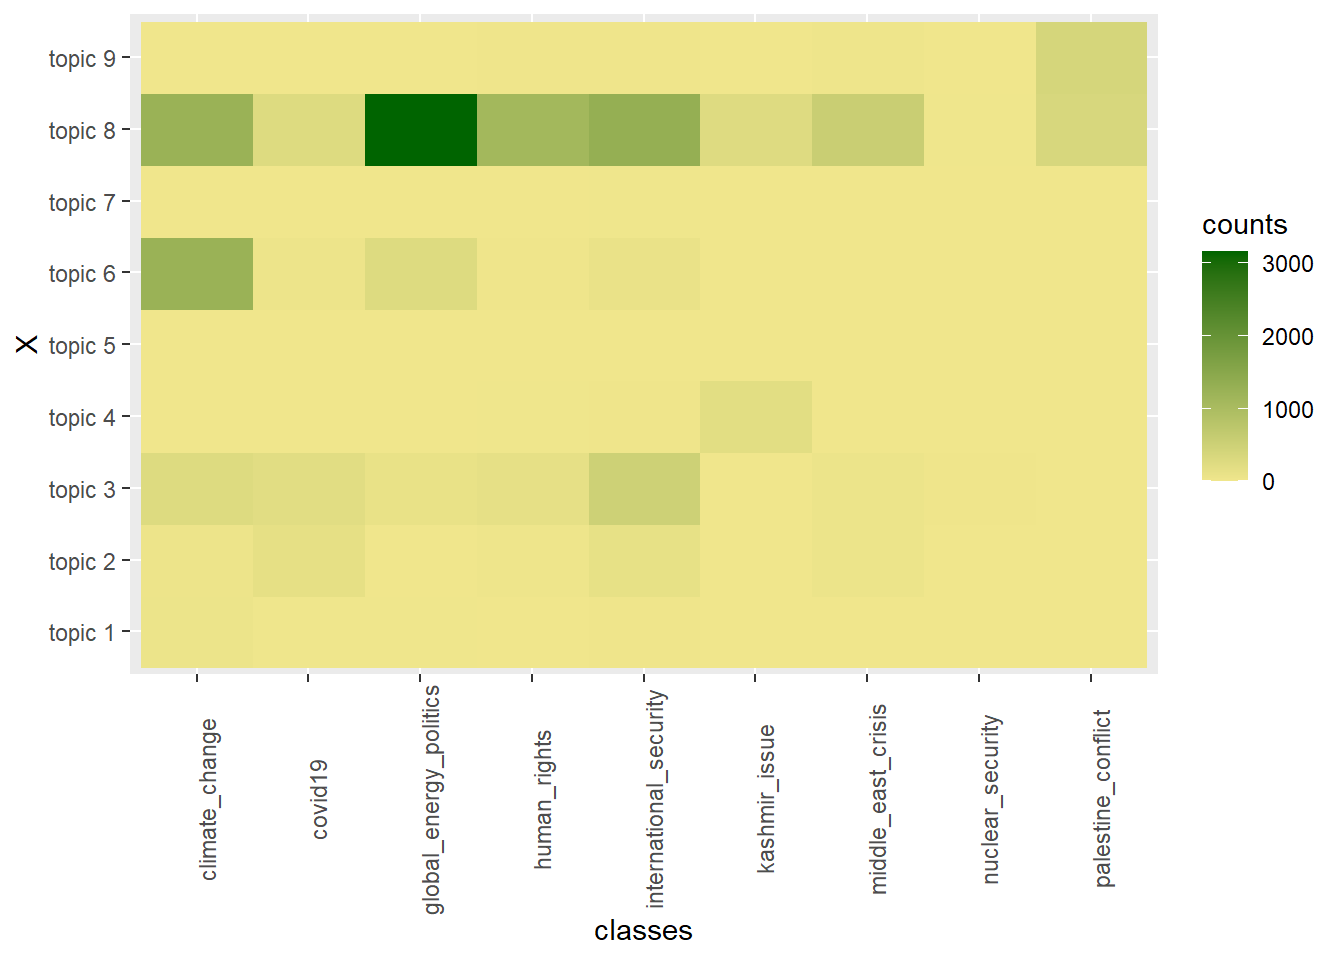 topic 9
topic 8
topic 7
topic 6
topic 5
topic 4
topic 3
topic 2
topic 1
X
climate_change
covid19
global_energy_politics
human_rights
international_security
kashmir_issue
middle_east_crisis
nuclear_security
palestine_conflict
classes
counts
3000
2000
1000
0